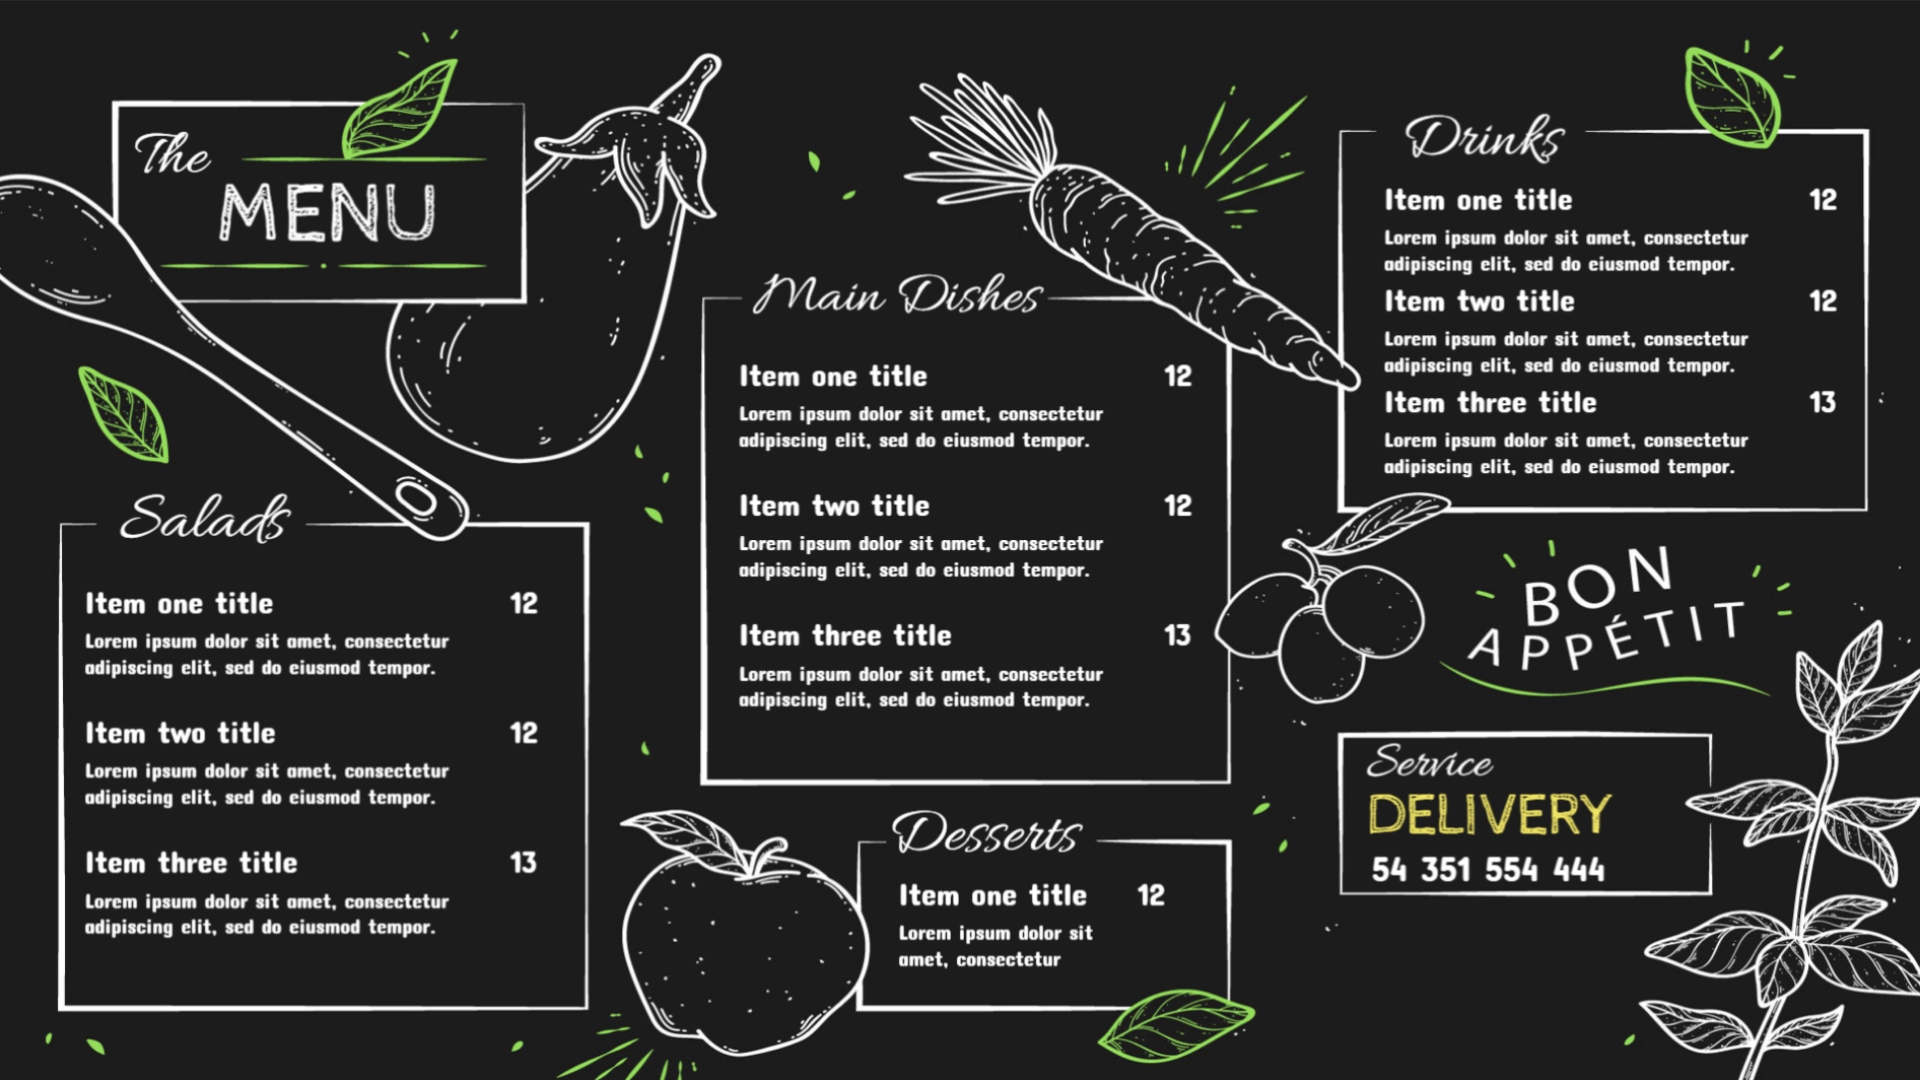 The
MENU
Salads
Item one title 12
Lorem ipsum dolor sit amet, consectetur
adipiscing elit, sed do eiusmod tempor.
Item two title 12
Lorem ipsum dolor sit amet, consectetur
adipiscing elit, sed do eiusmod tempor.
Item three title 13
Lorem ipsum dolor sit amet, consectetur
adipiscing elit, sed do eiusmod tempor.
Main Dishes
Item one title 12
Lorem ipsum dolor sit amet, consectetur
adipiscing elit, sed do eiusmod tempor.
Item two title 12
Lorem ipsum dolor sit amet, consectetur
adipiscing elit, sed do eiusmod tempor.
Item three title 13
Lorem ipsum dolor sit amet, consectetur
adipiscing elit, sed do eiusmod tempor.
Desserts
Item one title 12
Lorem ipsum dolor sit
amet, consectetur
Drinks
Item one title 12
Lorem ipsum dolor sit amet, consectetur
adipiscing elit, sed do eiusmod tempor.
Item two title 12
Lorem ipsum dolor sit amet, consectetur
adipiscing elit, sed do eiusmod tempor.
Item three title 13
Lorem ipsum dolor sit amet, consectetur
adipiscing elit, sed do eiusmod tempor.
BON
APPÉTIT
Service
DELIVERY
54 351 554 444